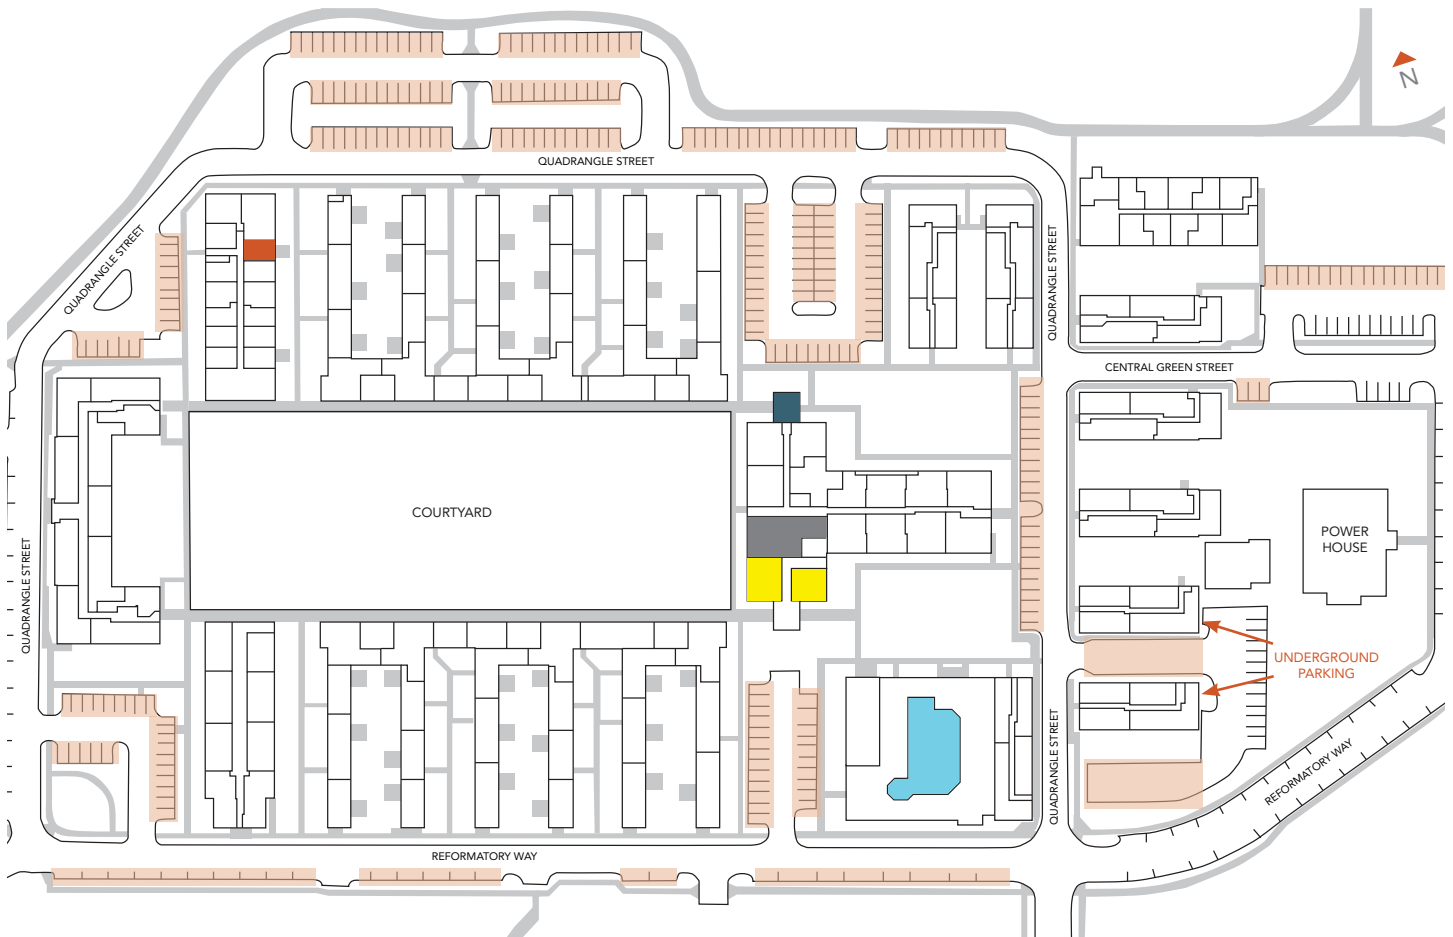 N
QUADRANGLE STREET
QUADRANGLE STREET
QUADRANGLE STREET
CENTRAL GREEN STREET
COURTYARD
POWER
HOUSE
QUADRANGLE STREET
UNDERGROUND
PARKING
QUADRANGLE STREET
REFORMATORY WAY
REFORMATORY WAY